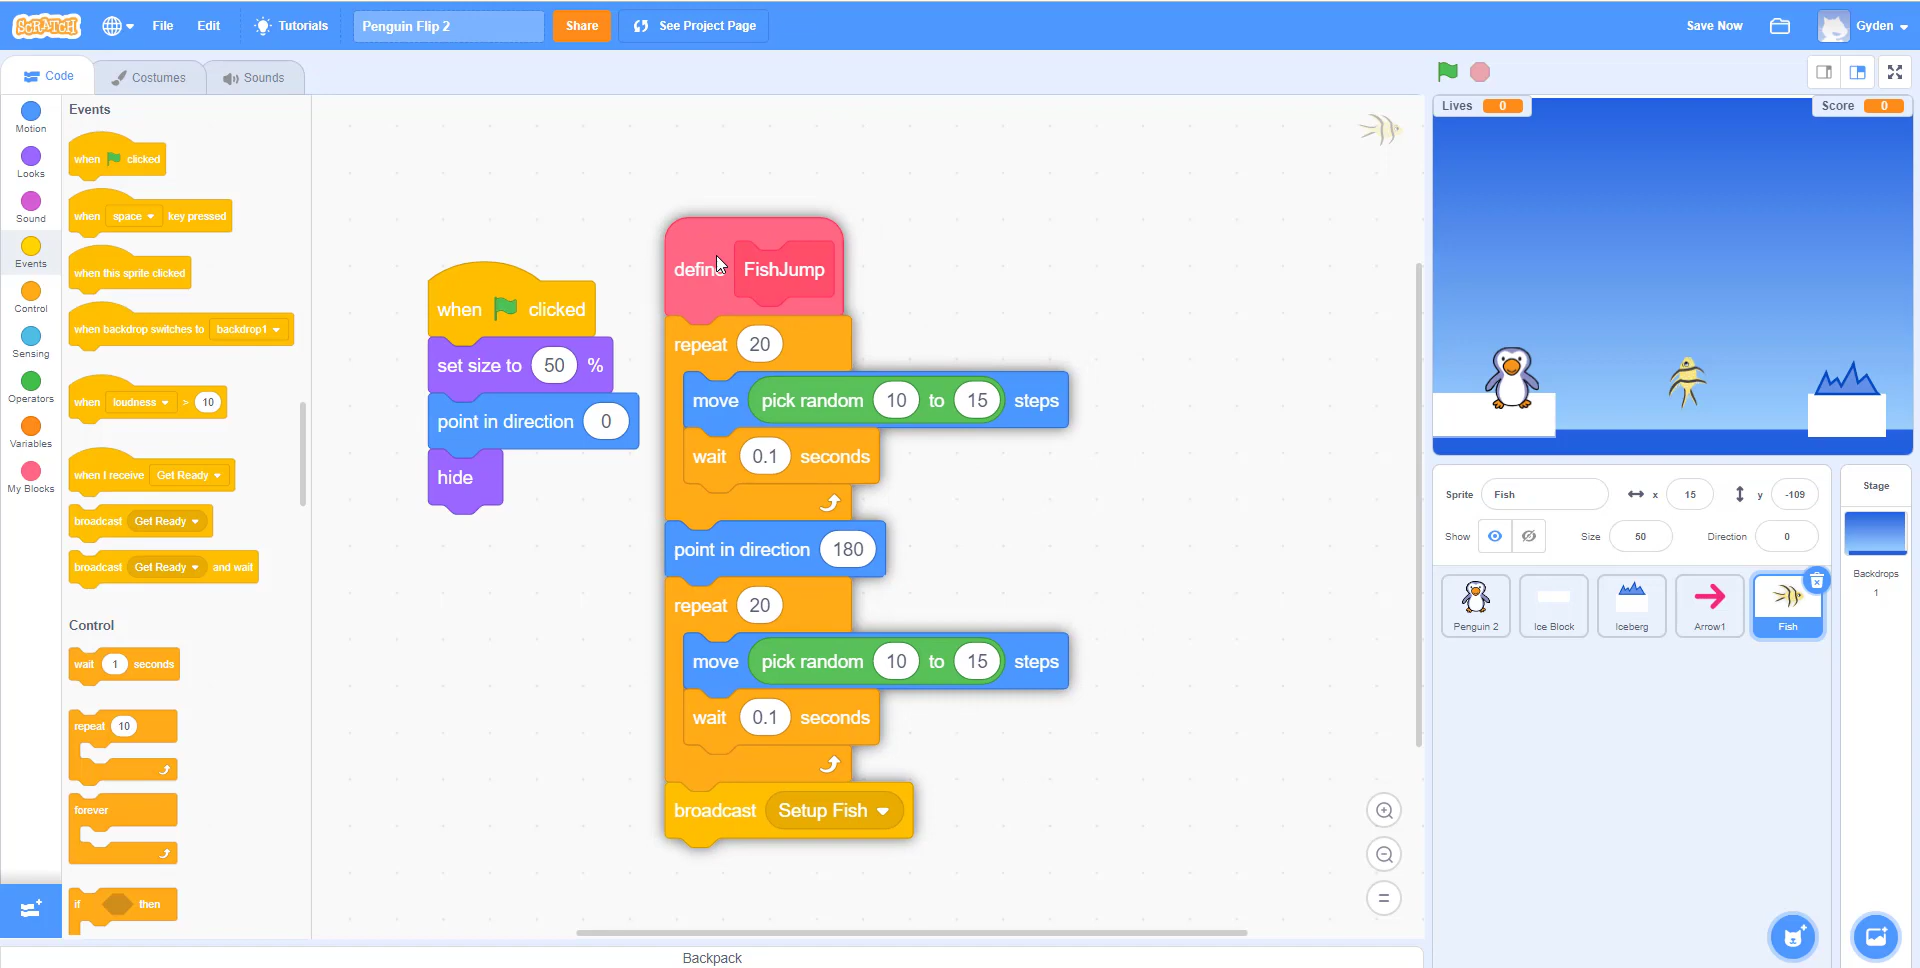 SCRATCH
File
Edit
Tutorials
Penguin Flip 2
Share
See Project Page
Save Now
Gyden
Code
Costumes
Sounds
Motion
Looks
Sound
Events
Control
Sensing
Operators
Variables
My Blocks
Events
when clicked
when space key pressed
when this sprite clicked
when backdrop switches to backdrop1
when loudness > 10
when I receive Get Ready
broadcast Get Ready
broadcast Get Ready and wait
Control
wait 1 seconds
repeat 10
forever
if then
when clicked
set size to 50 %
point in direction 0
hide
define FishJump
repeat 20
move pick random 10 to 15 steps
wait 0.1 seconds
point in direction 180
repeat 20
move pick random 10 to 15 steps
wait 0.1 seconds
broadcast Setup Fish
Backpack
Lives 0
Score 0
Sprite Fish x 15 y -109
Show Size 50 Direction 0
Penguin 2
Ice Block
Iceberg
Arrow1
Fish
Stage
Backdrops
1